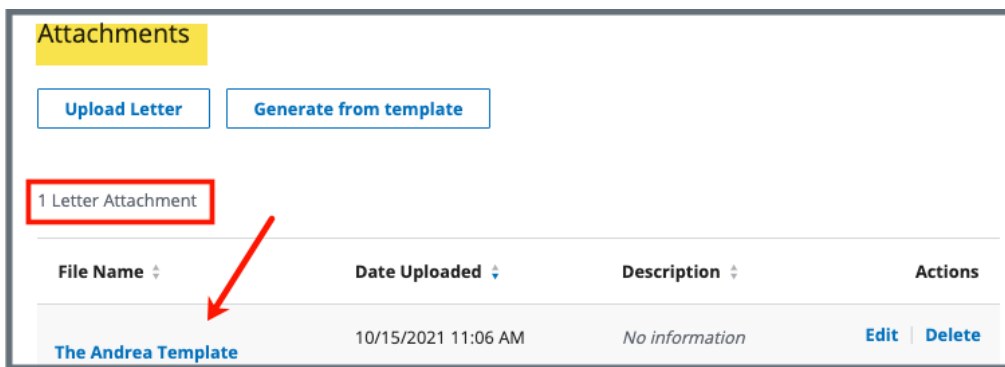 Attachments
Upload Letter Generate from template
1 Letter Attachment
File Name Date Uploaded Description Actions
The Andrea Template 10/15/2021 11:06 AM No information Edit Delete